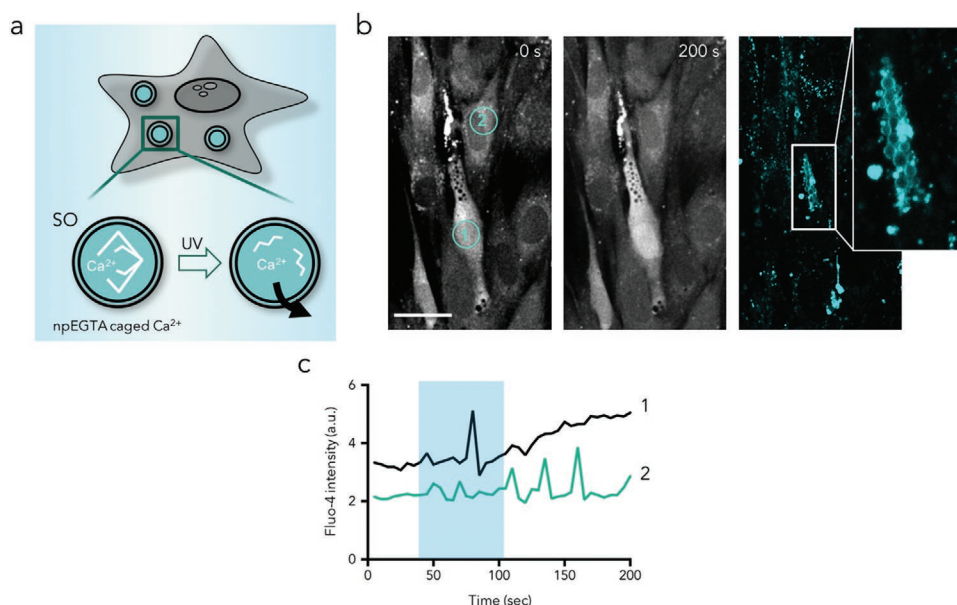 a
SO
Ca²⁺
UV
Ca²⁺
npEGTA caged Ca²⁺
b
0 s
200 s
2
1
c
Fluo-4 intensity (a.u.)
6
4
2
0
1
2
0
50
100
150
200
Time (sec)